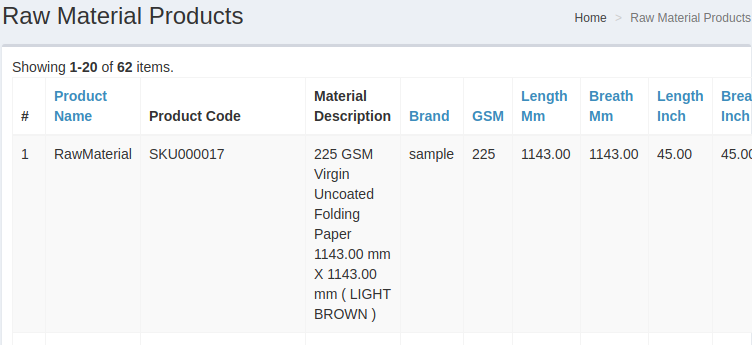 Raw Material Products
Home > Raw Material Products
Showing 1-20 of 62 items.
# Product Name Product Code Material Description Brand GSM Length Mm Breath Mm Length Inch Brea Inch
1 RawMaterial SKU000017 225 GSM sample 225 1143.00 1143.00 45.00 45.00
Virgin
Uncoated
Folding
Paper
1143.00 mm
X 1143.00
mm ( LIGHT
BROWN )